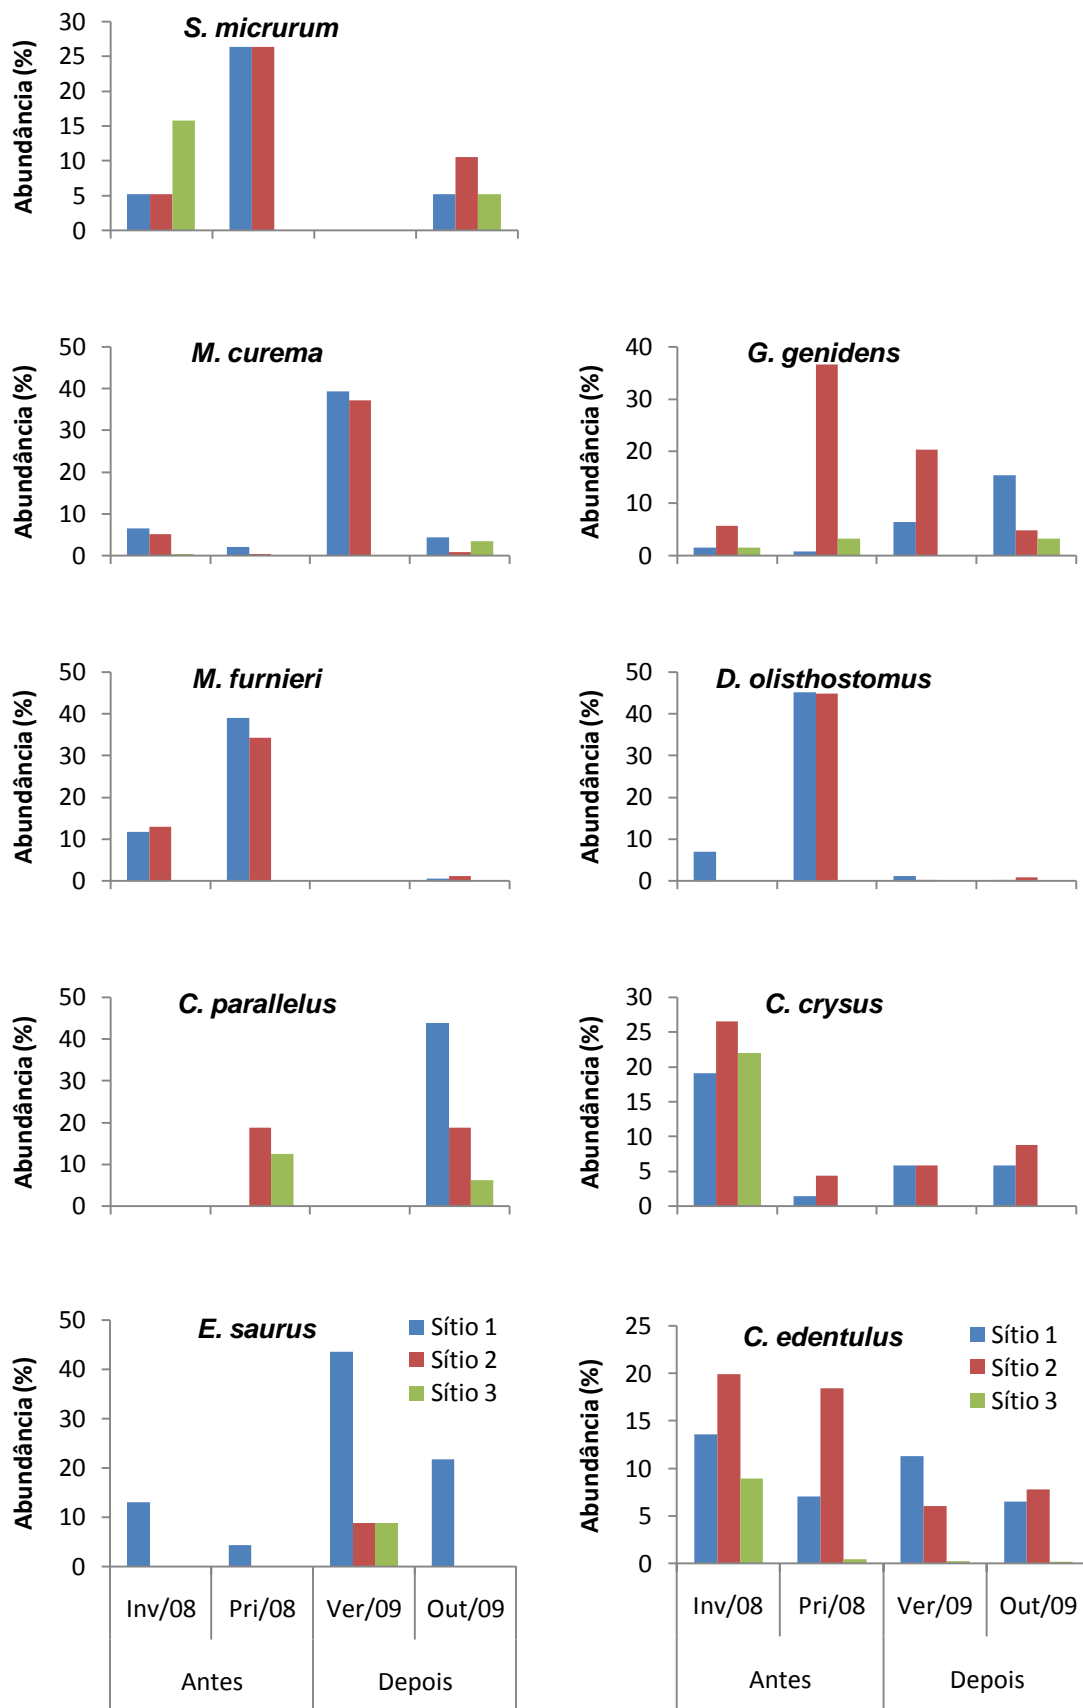 S. micrurum
Abundância (%)
30
25
20
15
10
5
0
M. curema
Abundância (%)
50
40
30
20
10
0
G. genidens
Abundância (%)
40
30
20
10
0
M. furnieri
Abundância (%)
50
40
30
20
10
0
D. olisthostomus
Abundância (%)
50
40
30
20
10
0
C. parallelus
Abundância (%)
50
40
30
20
10
0
C. crysus
Abundância (%)
30
25
20
15
10
5
0
E. saurus
Abundância (%)
50
40
30
20
10
0
Sítio 1
Sítio 2
Sítio 3
Inv/08 Pri/08 Ver/09 Out/09
Antes Depois
C. edentulus
Abundância (%)
25
20
15
10
5
0
Sítio 1
Sítio 2
Sítio 3
Inv/08 Pri/08 Ver/09 Out/09
Antes Depois